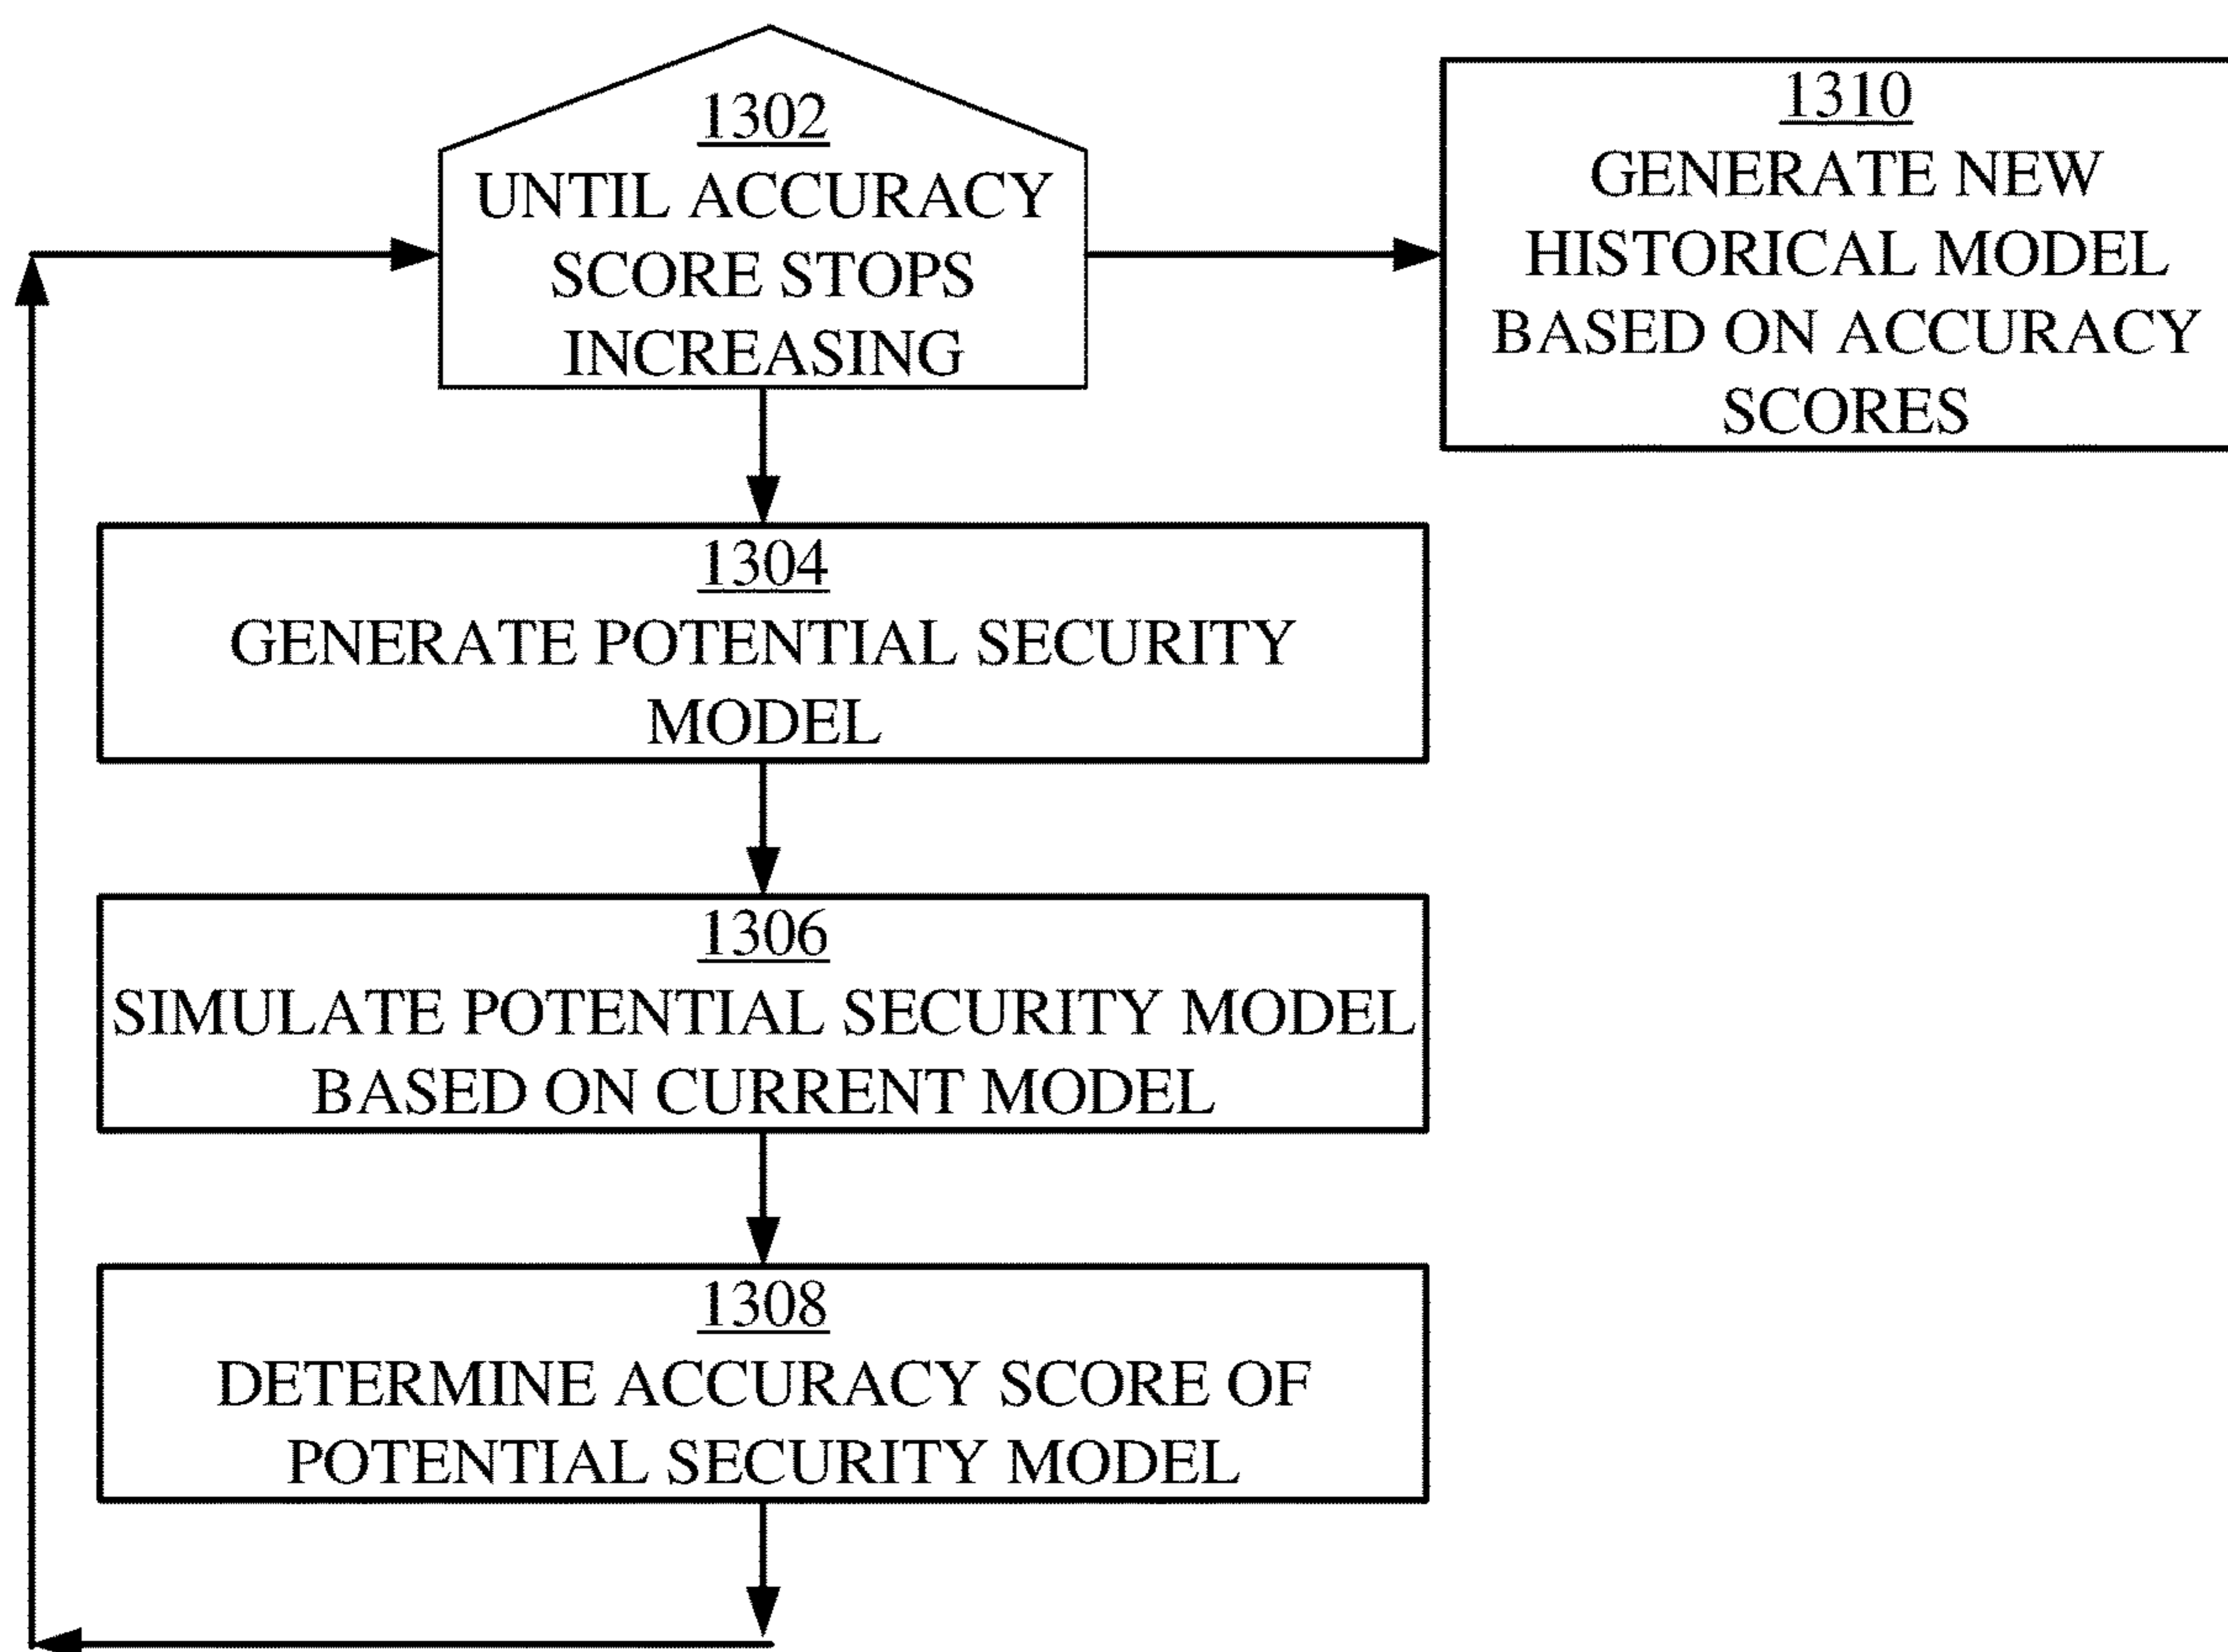 1302
UNTIL ACCURACY
SCORE STOPS
INCREASING
1310
GENERATE NEW
HISTORICAL MODEL
BASED ON ACCURACY
SCORES
1304
GENERATE POTENTIAL SECURITY
MODEL
1306
SIMULATE POTENTIAL SECURITY MODEL
BASED ON CURRENT MODEL
1308
DETERMINE ACCURACY SCORE OF
POTENTIAL SECURITY MODEL